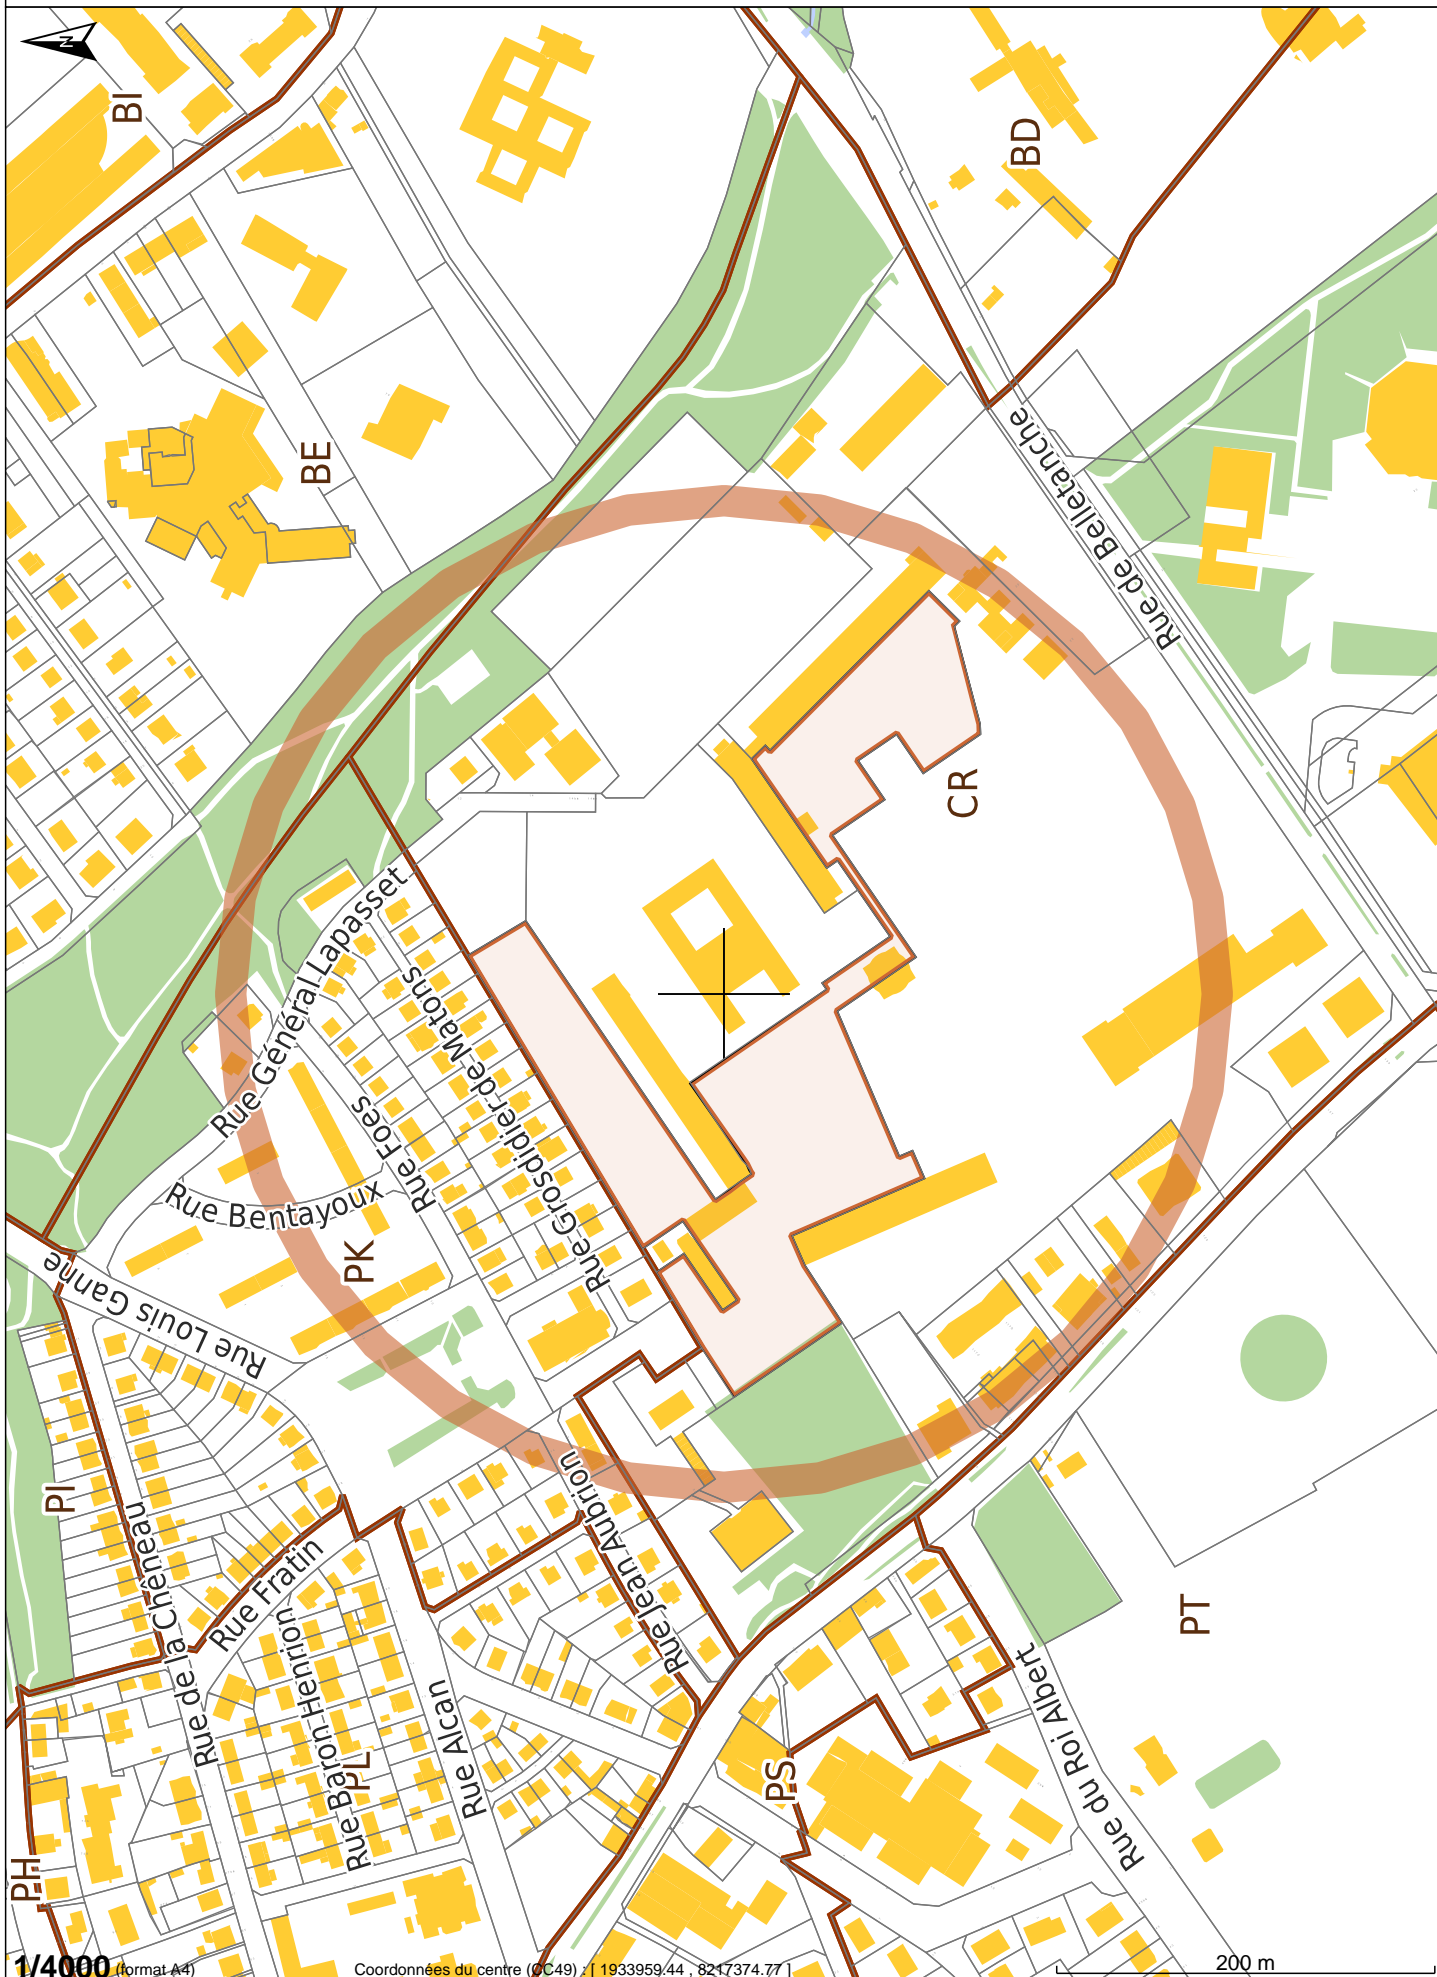 N
BI
BD
BE
Rue de Belletanche
CR
Rue Général Lapasset
Rue Grosdidier de Matons
Rue Foes
Rue Bentayoux
PK
Rue Louis Ganne
PI
Rue de la Chêneau
Rue Fratin
Rue Jean Aubrion
Rue Baron Henrion
PL
Rue Alcan
PT
Rue du Roi Albert
PS
PH
1/4000 (format A4)
Coordonnées du centre (CC49) : [ 1933959.44 , 8217374.77 ]
200 m